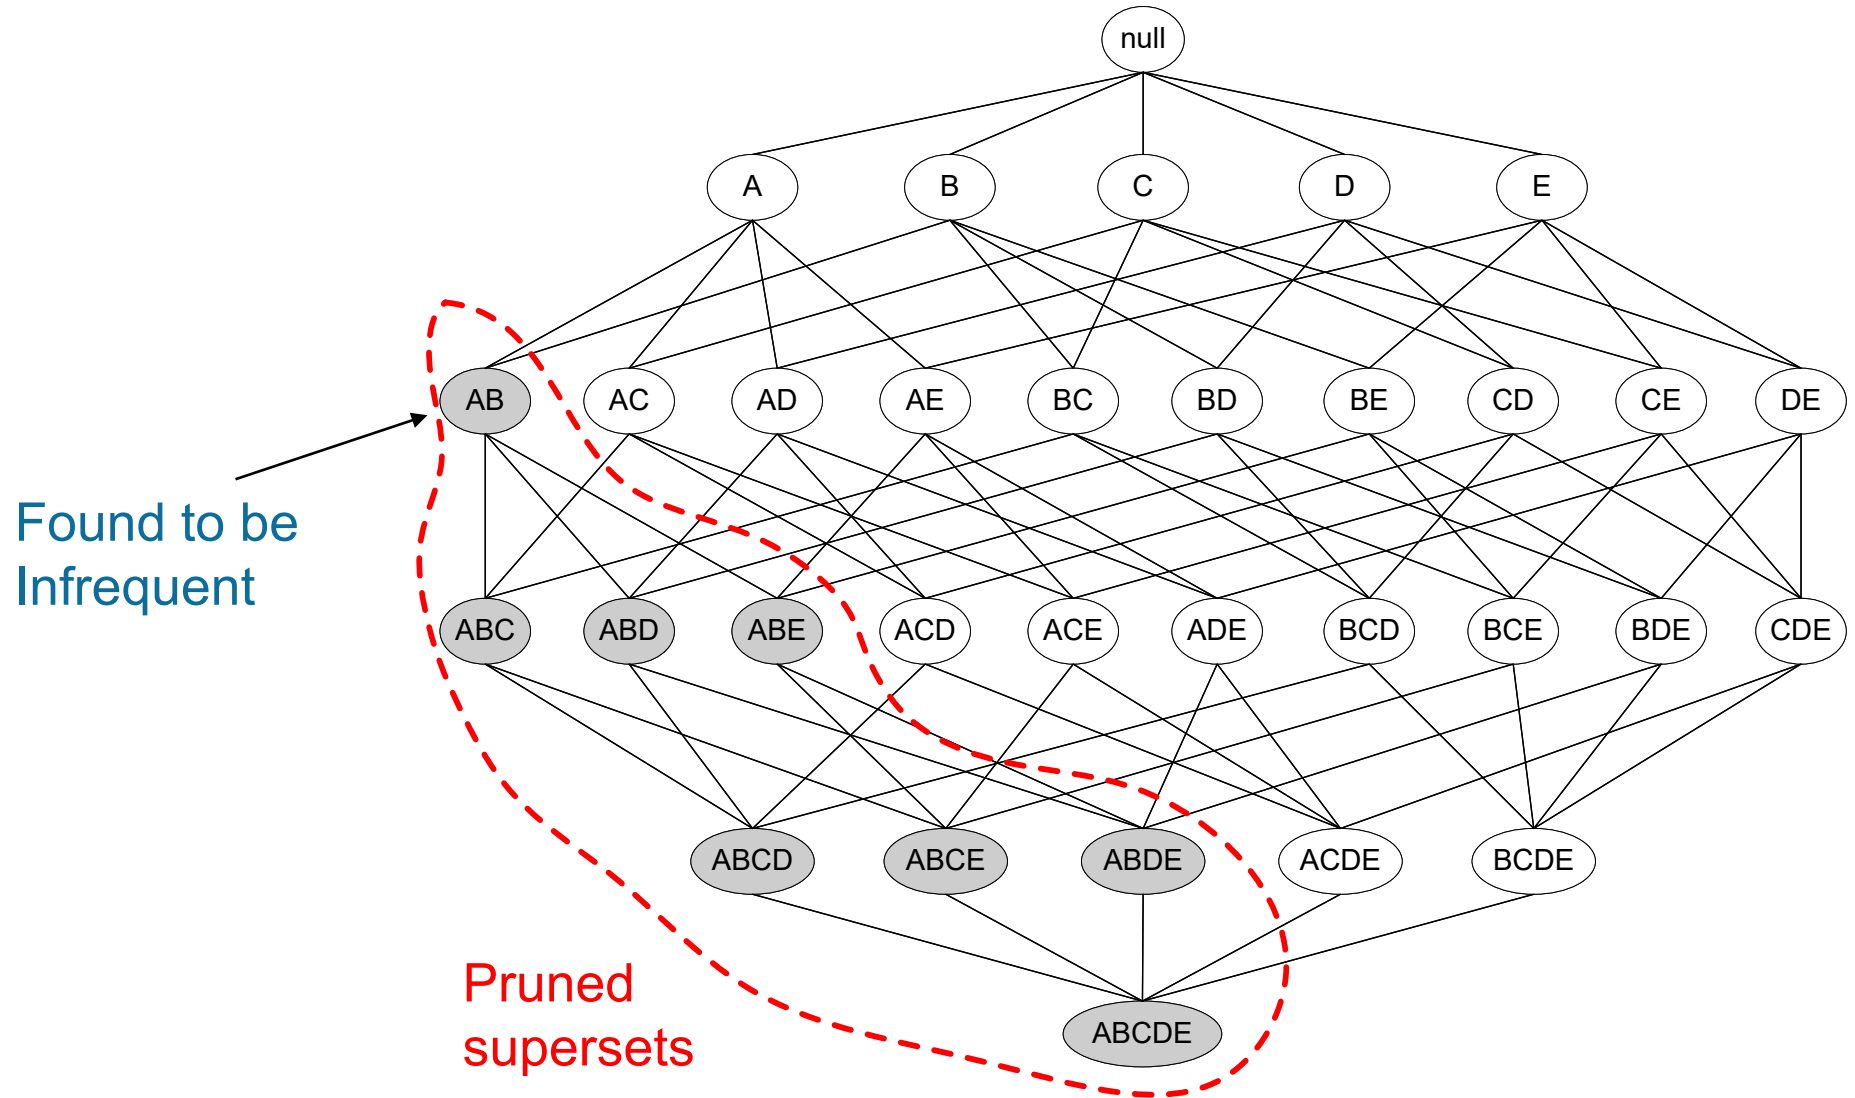 null
A B C D E
AB AC AD AE BC BD BE CD CE DE
Found to be
Infrequent
ABC ABD ABE ACD ACE ADE BCD BCE BDE CDE
ABCD ABCE ABDE ACDE BCDE
Pruned
supersets
ABCDE